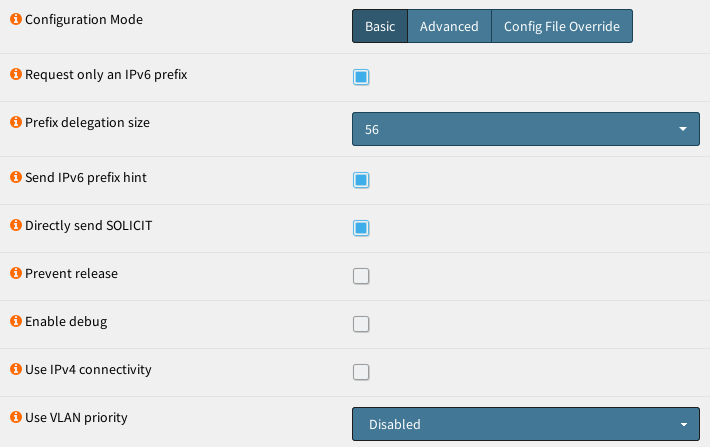 Configuration Mode
Basic Advanced Config File Override
Request only an IPv6 prefix
Prefix delegation size
56
Send IPv6 prefix hint
Directly send SOLICIT
Prevent release
Enable debug
Use IPv4 connectivity
Use VLAN priority
Disabled